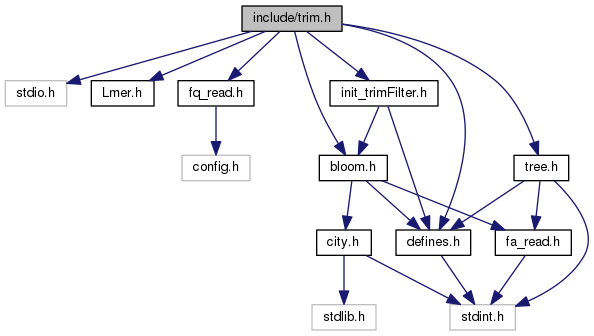 include/trim.h
stdio.h
Lmer.h
fq_read.h
init_trimFilter.h
config.h
bloom.h
tree.h
city.h
defines.h
fa_read.h
stdlib.h
stdint.h